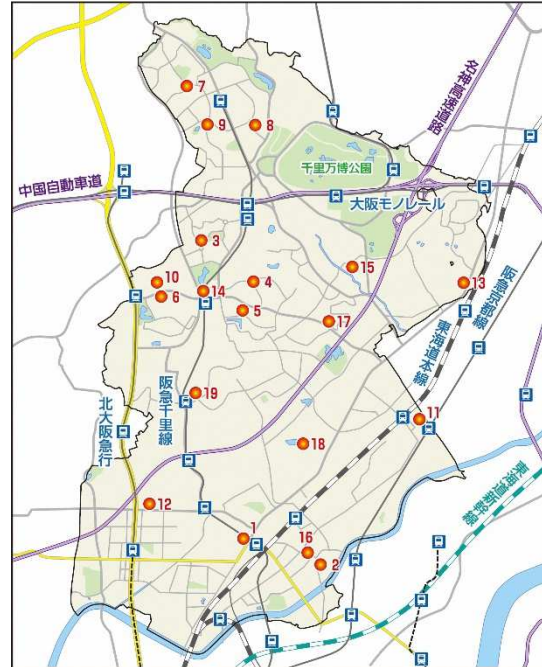 7
9
8
名神高速道路
千里万博公園
中国自動車道
大阪モノレール
3
15
10
4
13
6
14
5
17
阪急京都線
東海道本線
阪急千里線
19
11
北大阪急行
18
12
東海道新幹線
1
16
2